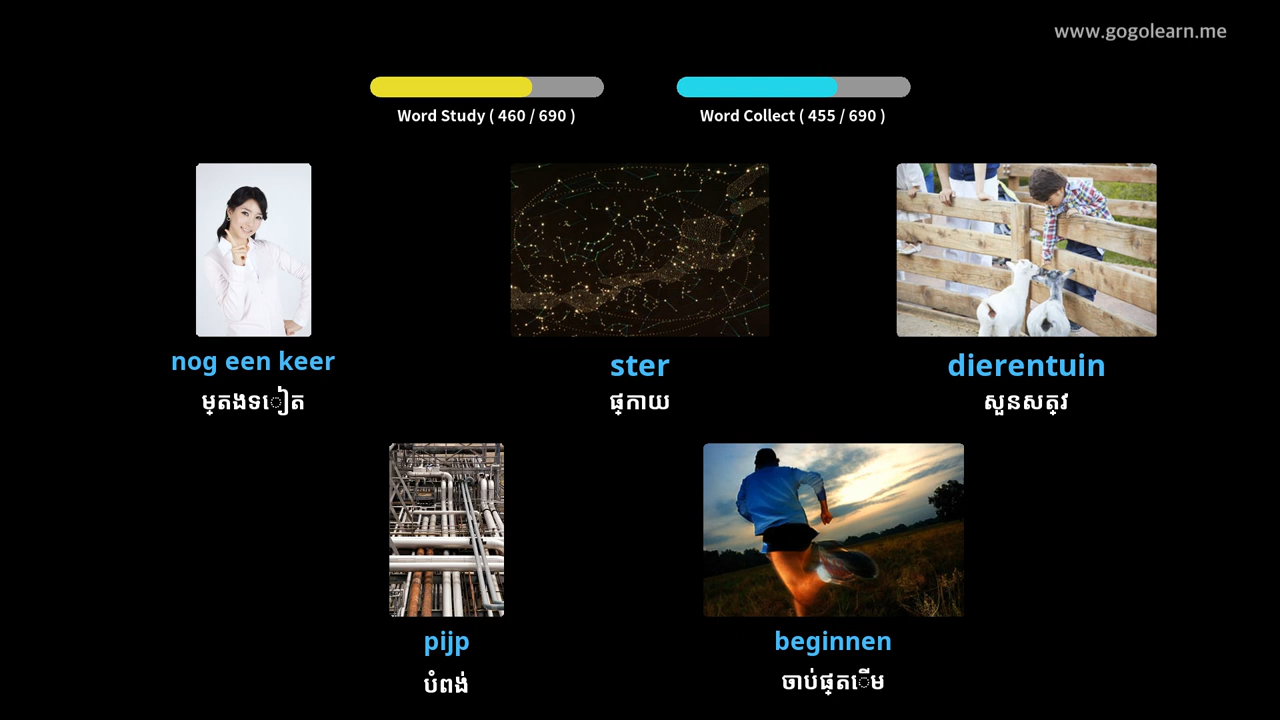 www.gogolearn.me
Word Study ( 460 / 690 )
Word Collect ( 455 / 690 )
nog een keer
ម្តងទៀត
ster
ផ្កាយ
dierentuin
សួនសត្វ
pijp
បំពង់
beginnen
ចាប់ផ្តើម